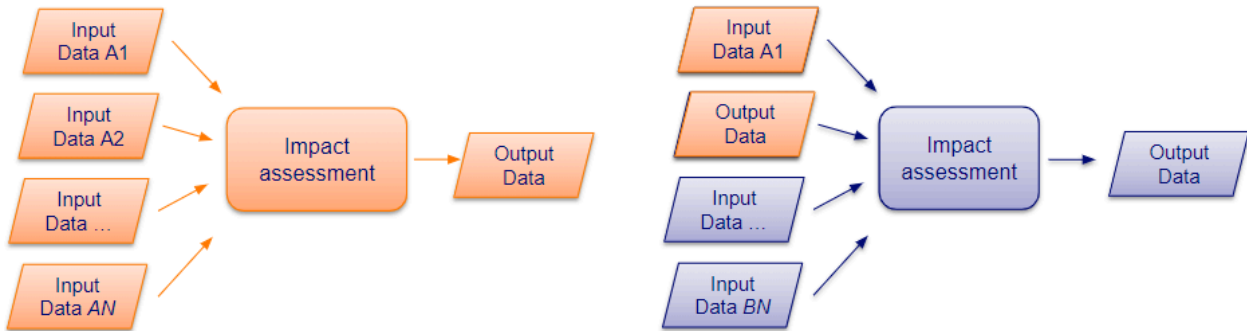 Input
Data A1
Input
Data A2
Input
Data ...
Input
Data AN
Impact
assessment
Output
Data
Input
Data A1
Output
Data
Input
Data ...
Input
Data BN
Impact
assessment
Output
Data